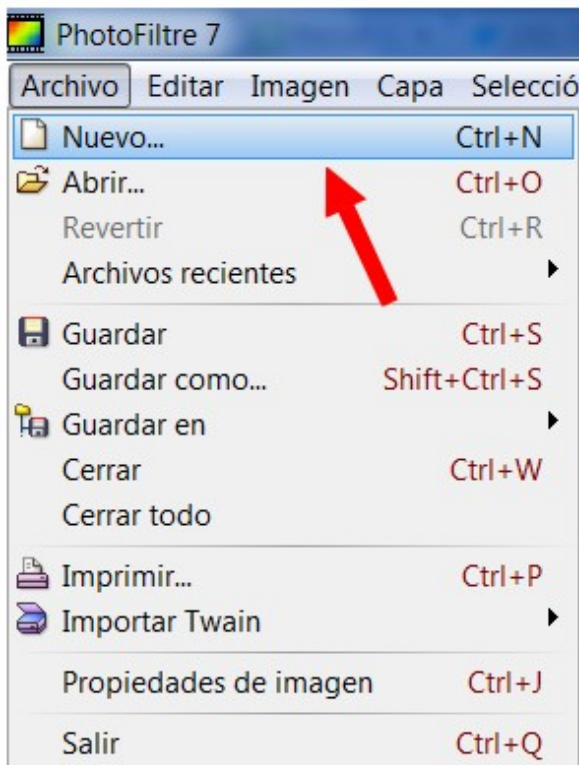 PhotoFiltre 7
Archivo Editar Imagen Capa Selecció
Nuevo... Ctrl+N
Abrir... Ctrl+O
Revertir Ctrl+R
Archivos recientes
Guardar Ctrl+S
Guardar como... Shift+Ctrl+S
Guardar en
Cerrar Ctrl+W
Cerrar todo
Imprimir... Ctrl+P
Importar Twain
Propiedades de imagen Ctrl+J
Salir Ctrl+Q